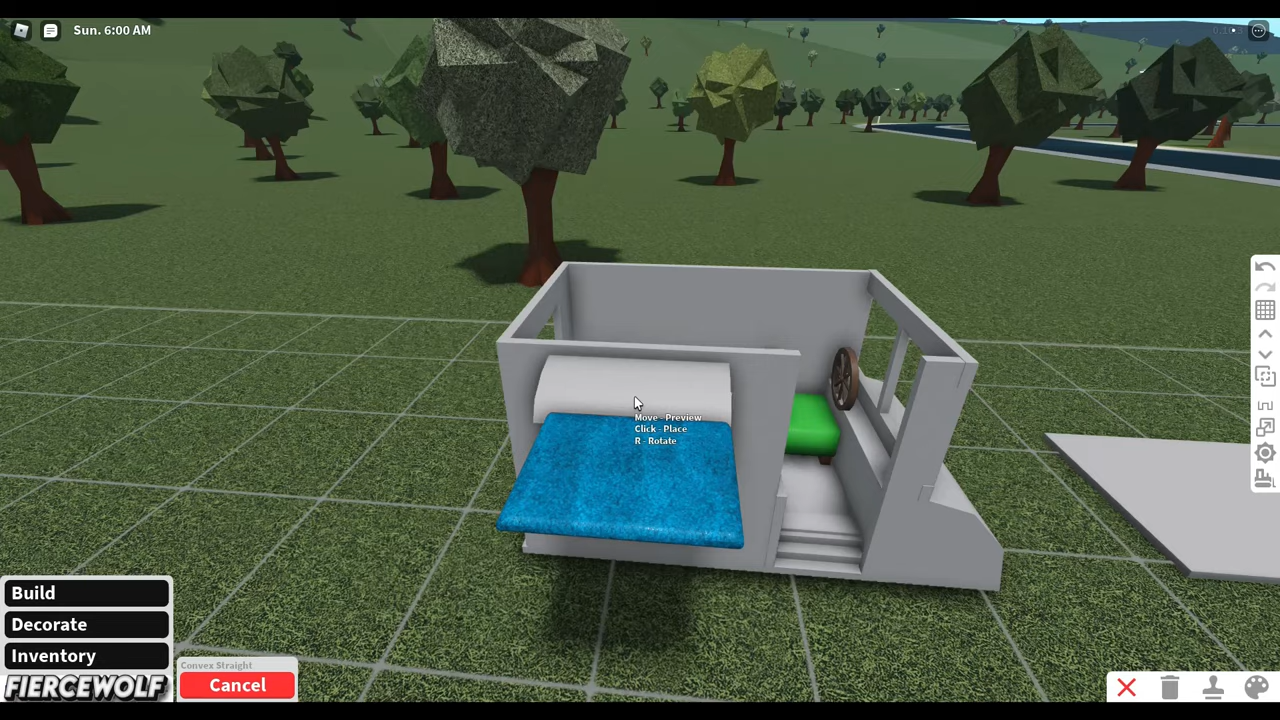 Sun. 6:00 AM
Move - Preview
Click - Place
R - Rotate
Build
Decorate
Inventory
FIERCEWOLF
Convex Straight
Cancel